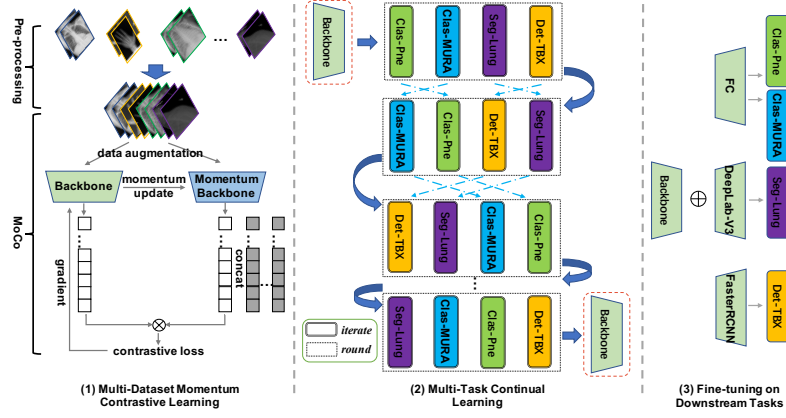 Pre-processing
MoCo
data augmentation
Backbone
momentum
update
Momentum
Backbone
gradient
concat
contrastive loss
(1) Multi-Dataset Momentum
Contrastive Learning
Backbone
Clas-Pne
Clas-MURA
Seg-Lung
Det-TBX
Clas-MURA
Clas-Pne
Det-TBX
Seg-Lung
Det-TBX
Seg-Lung
Clas-MURA
Clas-Pne
Seg-Lung
Clas-MURA
Clas-Pne
Det-TBX
Backbone
iterate
round
(2) Multi-Task Continual
Learning
Backbone
FC
DeepLab-V3
FasterRCNN
Clas-Pne
Clas-MURA
Seg-Lung
Det-TBX
(3) Fine-tuning on
Downstream Tasks